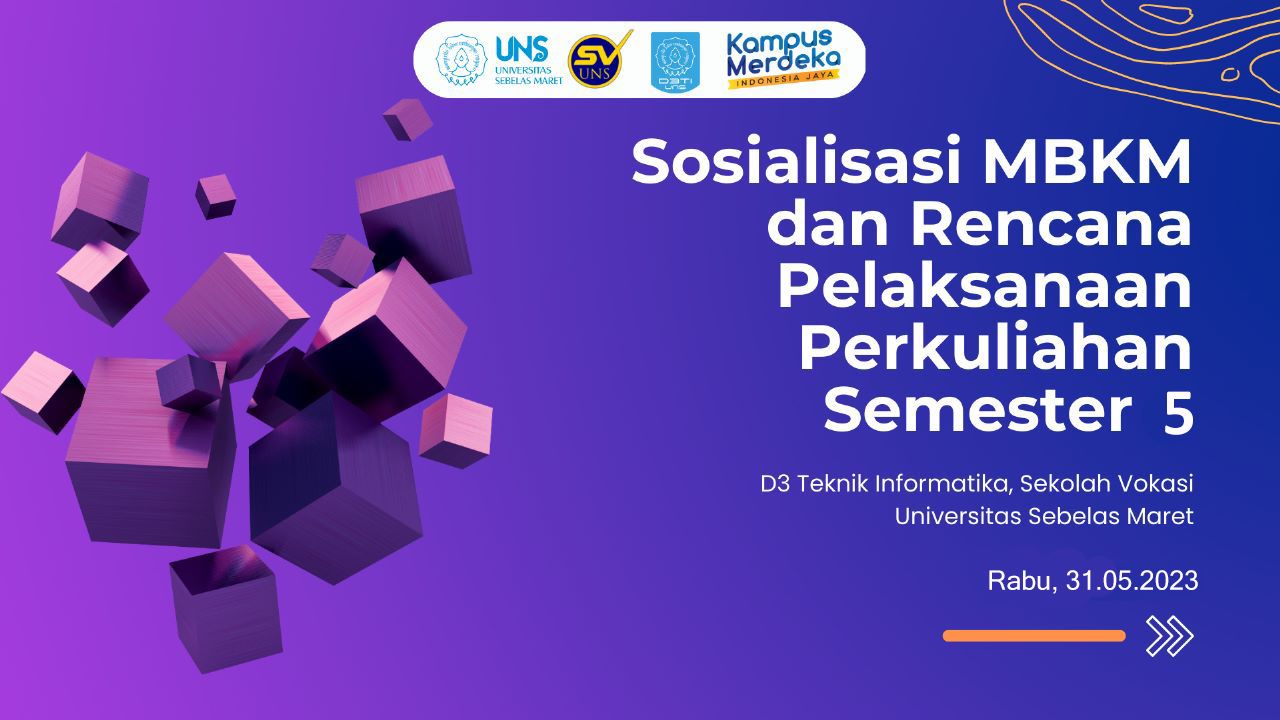 UNS
UNIVERSITAS
SEBELAS MARET
SV
UNS
D3TI
UNS
Kampus
Merdeka
INDONESIA JAYA
Sosialisasi MBKM
dan Rencana
Pelaksanaan
Perkuliahan
Semester 5
D3 Teknik Informatika, Sekolah Vokasi
Universitas Sebelas Maret
Rabu, 31.05.2023